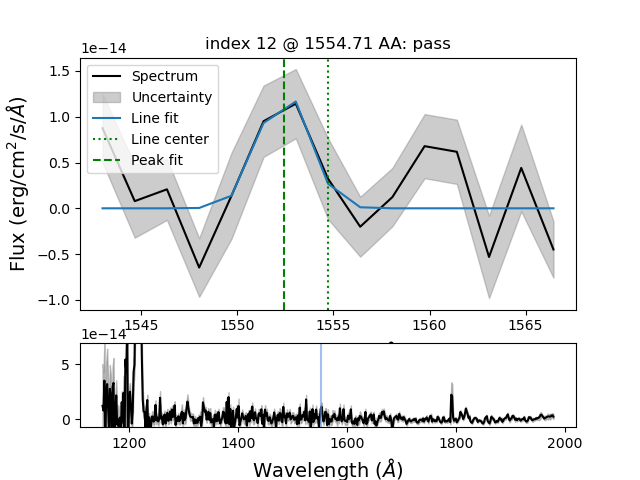 index 12 @ 1554.71 AA: pass
1e−14
Spectrum
Uncertainty
Line fit
Line center
Peak fit
1.5
1.0
0.5
0.0
−0.5
−1.0
Flux (erg/cm²/s/Å)
1545 1550 1555 1560 1565
1e−14
5
0
1200 1400 1600 1800 2000
Wavelength (Å)